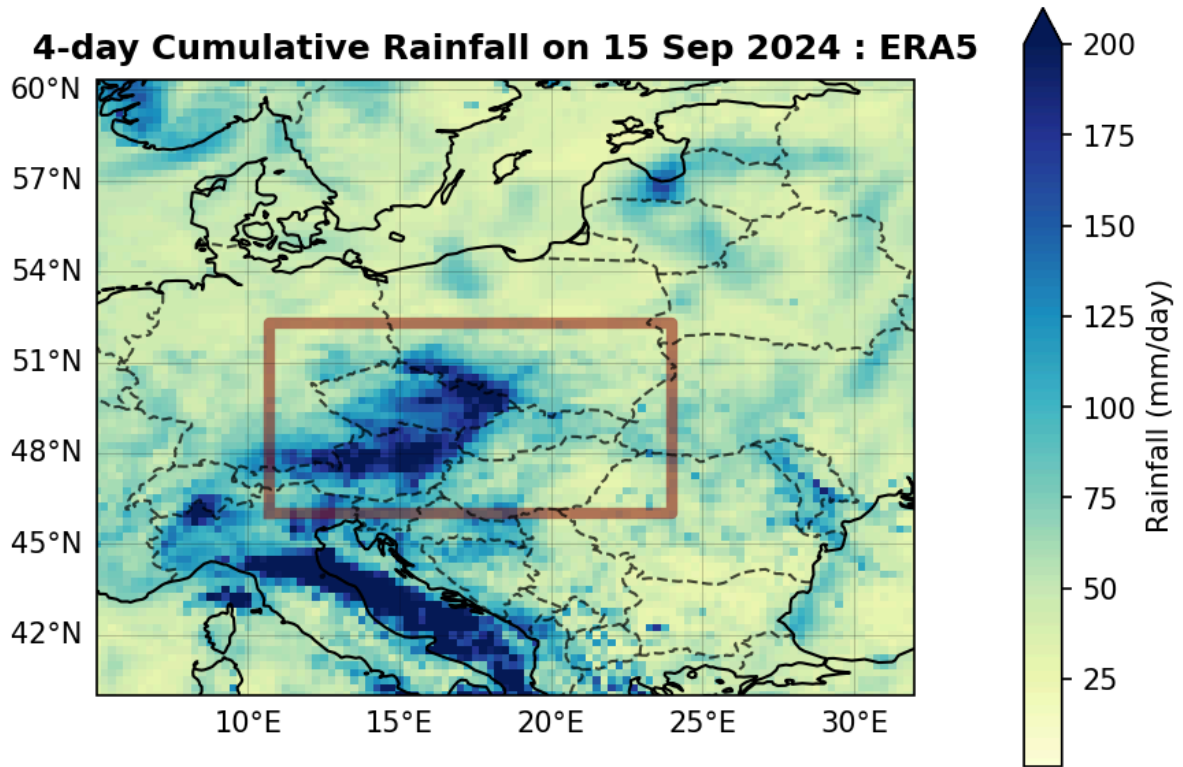 4-day Cumulative Rainfall on 15 Sep 2024 : ERA5
60°N
57°N
54°N
51°N
48°N
45°N
42°N
10°E 15°E 20°E 25°E 30°E
200
175
150
125
100
75
50
25
Rainfall (mm/day)